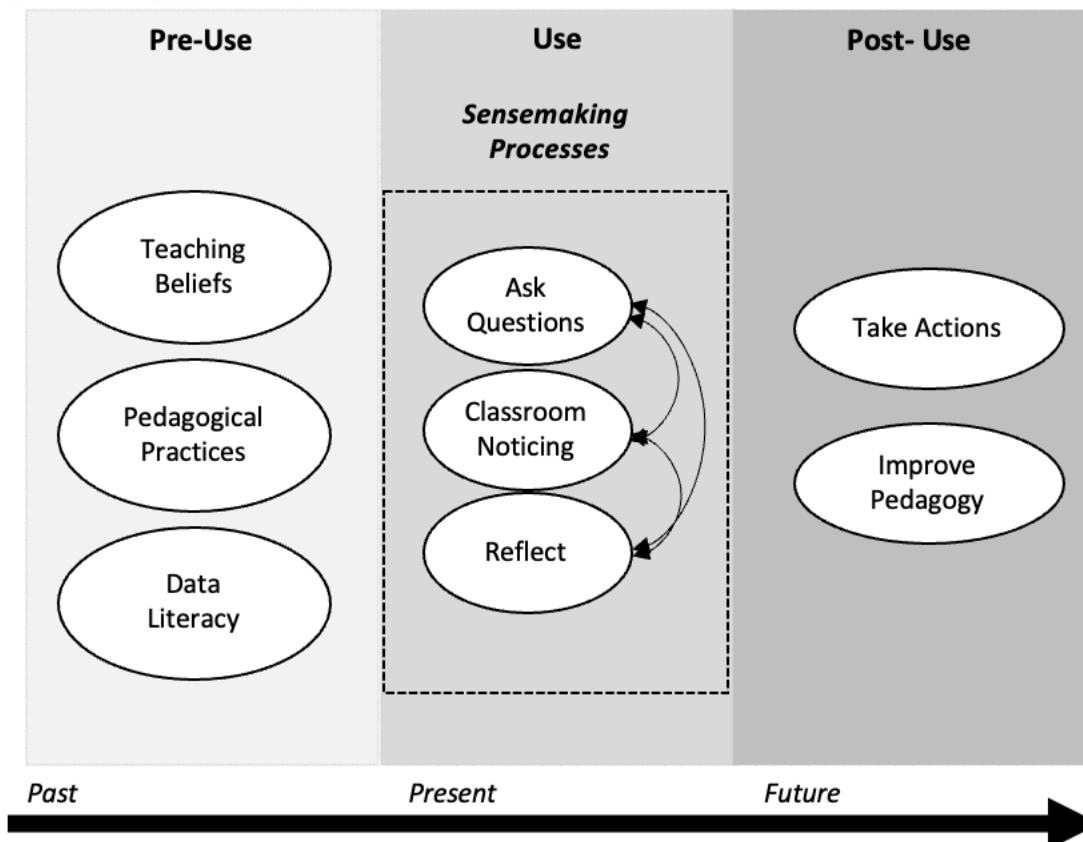 Pre-Use
Use
Post- Use
Sensemaking
Processes
Teaching
Beliefs
Pedagogical
Practices
Data
Literacy
Ask
Questions
Classroom
Noticing
Reflect
Take Actions
Improve
Pedagogy
Past
Present
Future